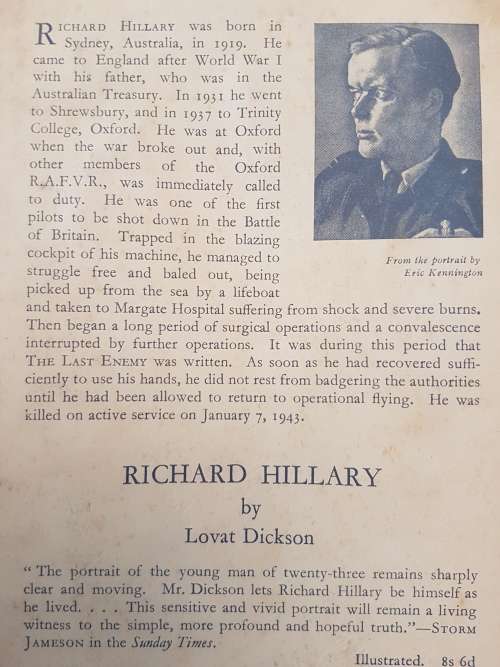 RICHARD HILLARY was born in
Sydney, Australia, in 1919. He
came to England after World War I
with his father, who was in the
Australian Treasury. In 1931 he went
to Shrewsbury, and in 1937 to Trinity
College, Oxford. He was at Oxford
when the war broke out and, with
other members of the Oxford
R.A.F.V.R., was immediately called
to duty. He was one of the first
pilots to be shot down in the Battle
of Britain. Trapped in the blazing
cockpit of his machine, he managed to
struggle free and baled out, being
picked up from the sea by a lifeboat
From the portrait by
Eric Kennington
and taken to Margate Hospital suffering from shock and severe burns.
Then began a long period of surgical operations and a convalescence
interrupted by further operations. It was during this period that
THE LAST ENEMY was written. As soon as he had recovered suffi-
ciently to use his hands, he did not rest from badgering the authorities
until he had been allowed to return to operational flying. He was
killed on active service on January 7, 1943.
RICHARD HILLARY
by
Lovat Dickson
“ The portrait of the young man of twenty-three remains sharply
clear and moving. Mr. Dickson lets Richard Hillary be himself as
he lived. . . . This sensitive and vivid portrait will remain a living
witness to the simple, more profound and hopeful truth.”—STORM
JAMESON in the Sunday Times.
Illustrated. 8s 6d